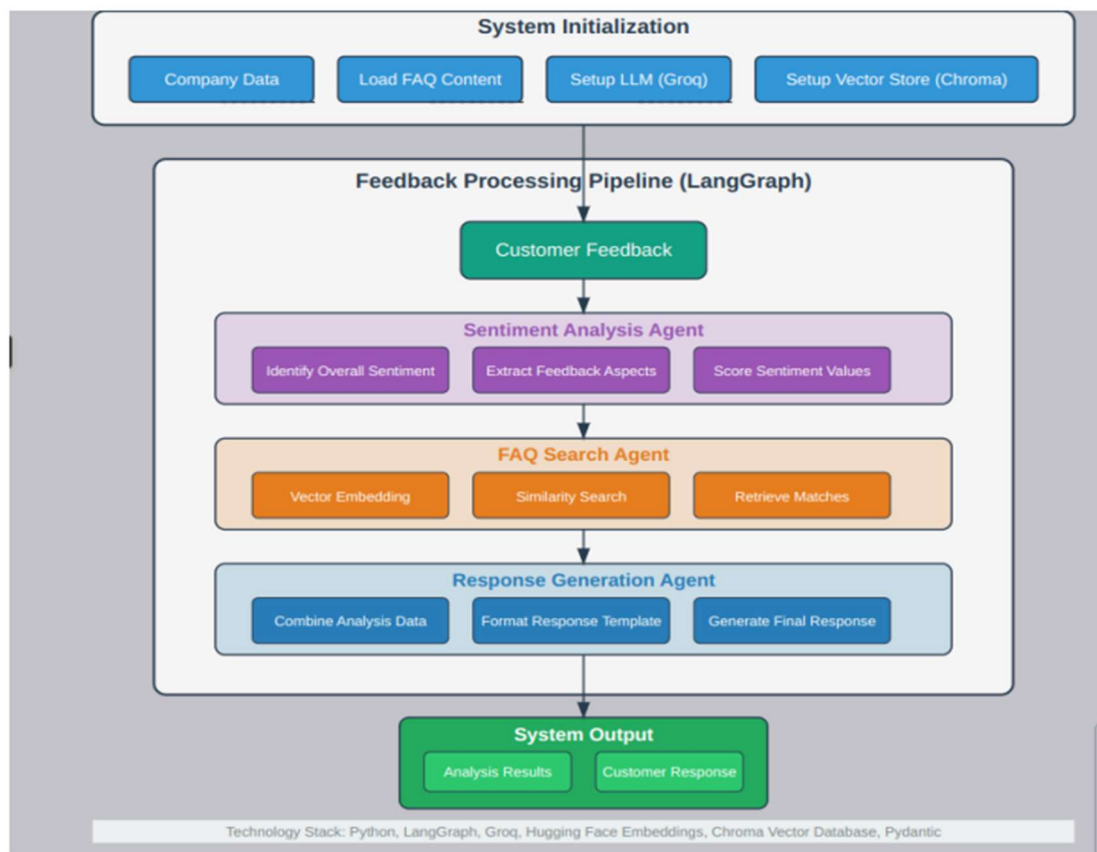 System Initialization
Company Data
Load FAQ Content
Setup LLM (Groq)
Setup Vector Store (Chroma)
Feedback Processing Pipeline (LangGraph)
Customer Feedback
Sentiment Analysis Agent
Identify Overall Sentiment
Extract Feedback Aspects
Score Sentiment Values
FAQ Search Agent
Vector Embedding
Similarity Search
Retrieve Matches
Response Generation Agent
Combine Analysis Data
Format Response Template
Generate Final Response
System Output
Analysis Results
Customer Response
Technology Stack: Python, LangGraph, Groq, Hugging Face Embeddings, Chroma Vector Database, Pydantic